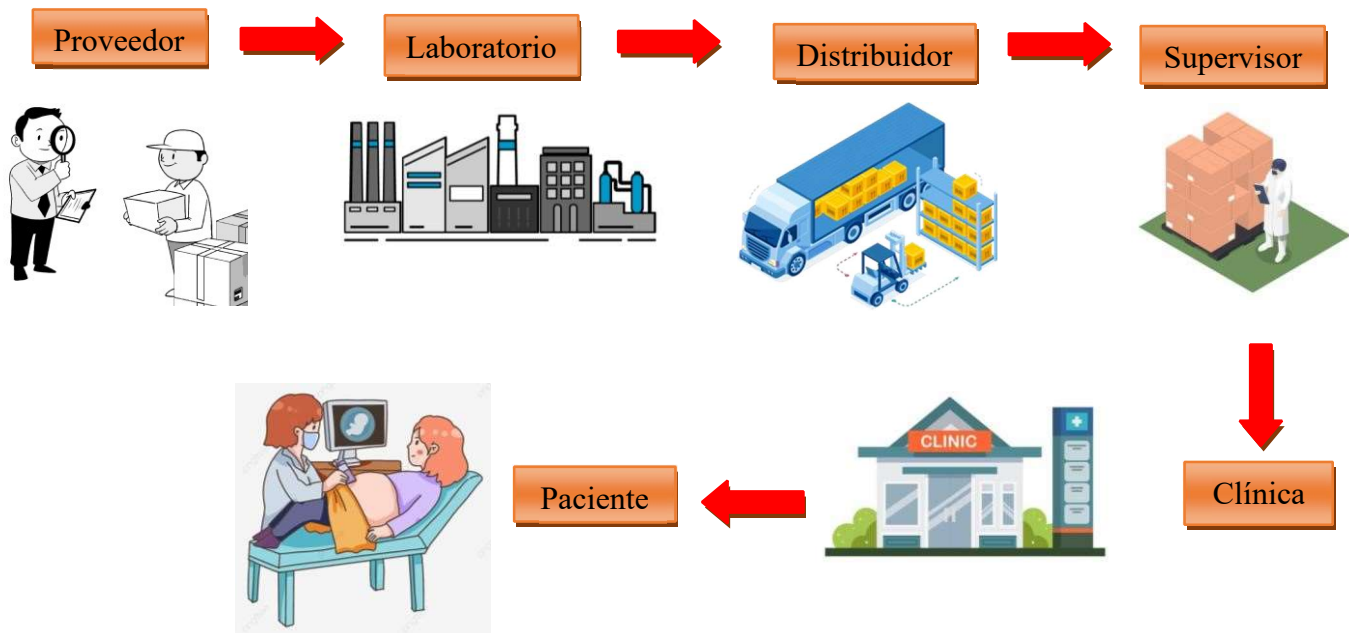 Proveedor
Laboratorio
Distribuidor
Supervisor
CLINIC
Clínica
Paciente